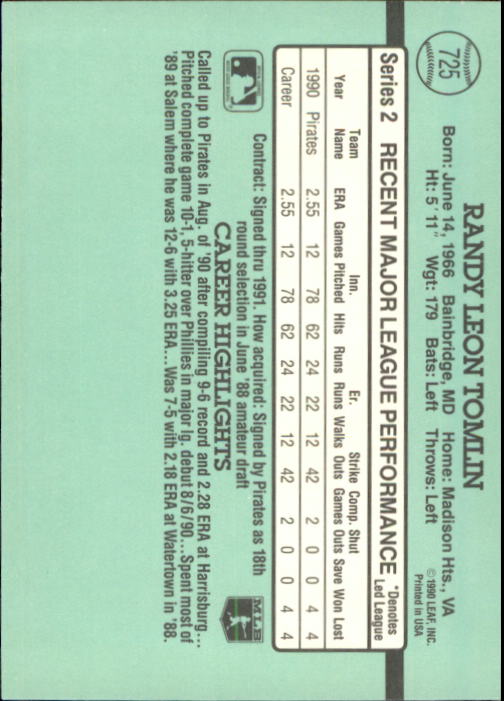 725
RANDY LEON TOMLIN
Born: June 14, 1966 Bainbridge, MD Home: Madison Hts., VA
Ht: 5' 11" Wgt: 179 Bats: Left Throws: Left
© 1990 LEAF, INC.
Printed in USA
Series 2 RECENT MAJOR LEAGUE PERFORMANCE
*Denotes
Led League
Team Inn. Er. Strike Comp. Shut
Year Name ERA Games Pitched Hits Runs Runs Walks Outs Games Outs Save Won Lost
1990 Pirates 2.55 12 78 62 24 22 12 42 2 0 0 4 4
Career 2.55 12 78 62 24 22 12 42 2 0 0 4 4
Contract: Signed thru 1991. How acquired: Signed by Pirates as 18th
round selection in June '88 amateur draft
CAREER HIGHLIGHTS
MLB
Called up to Pirates in Aug. of '90 after compiling 9-6 record and 2.28 ERA at Harrisburg...
Pitched complete game 10-1, 5-hitter over Phillies in major lg. debut 8/6/90...Spent most of
'89 at Salem where he was 12-6 with 3.25 ERA... Was 7-5 with 2.18 ERA at Watertown in '88.